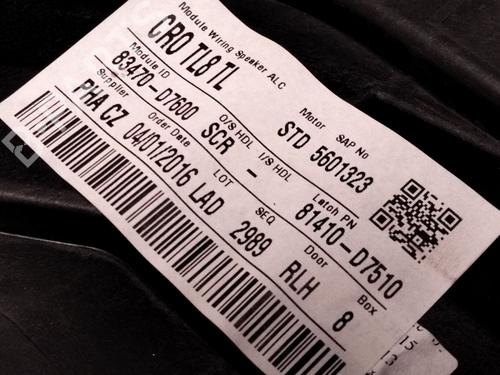 Module Wiring Speaker ALC Motor SAP No
CRO TL8 TL STD 5601323
Module ID O/S HDL I/S HDL Latch PN
83470-D7600 SCR - 81410-D7510
Supplier Order Date LOT SEQ Door Box
PHA CZ 04/01/2016 LAD 2989 RLH 8
15
13